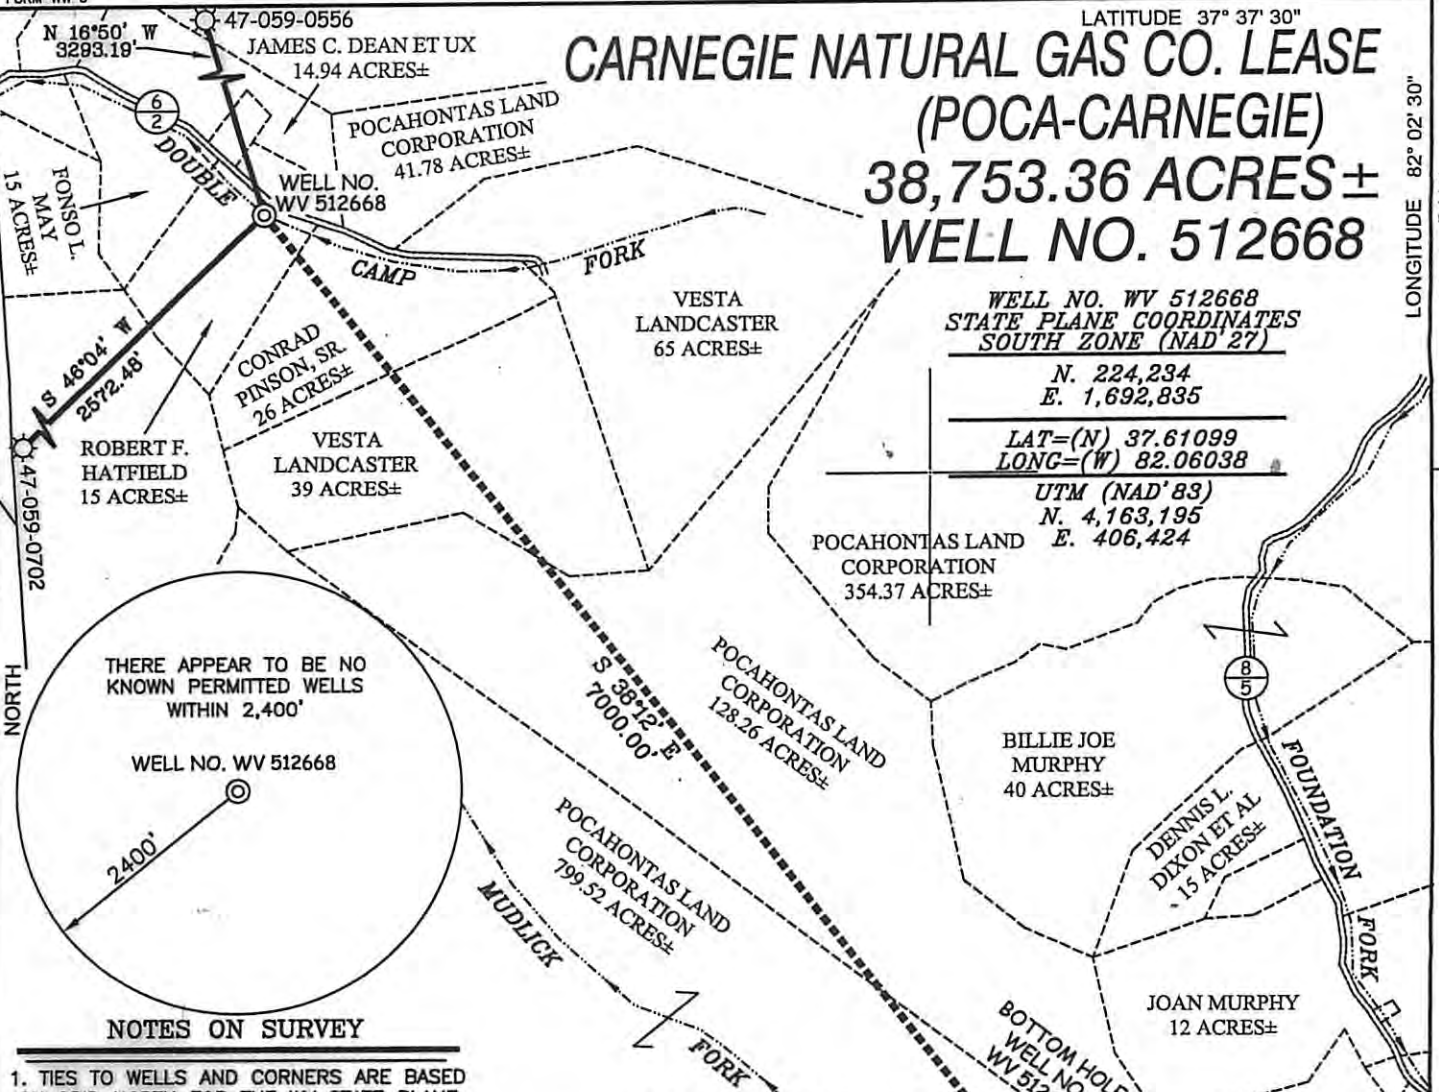 LATITUDE 37° 37' 30"
LONGITUDE 82° 02' 30"
CARNEGIE NATURAL GAS CO. LEASE
(POCA-CARNEGIE)
38,753.36 ACRES±
WELL NO. 512668
WELL NO. WV 512668
STATE PLANE COORDINATES
SOUTH ZONE (NAD'27)
N. 224,234
E. 1,692,835
LAT=(N) 37.61099
LONG=(W) 82.06038
UTM (NAD'83)
N. 4,163,195
E. 406,424
N 16°50' W
3293.19'
47-059-0556
JAMES C. DEAN ET UX
14.94 ACRES±
POCAHONTAS LAND
CORPORATION
41.78 ACRES±
6
2
DOUBLE
CAMP
FORK
WELL NO.
WV 512668
FONSO L.
MAY
15 ACRES±
S 46°04' W
2572.48'
47-059-0702
ROBERT F.
HATFIELD
15 ACRES±
CONRAD
PINSON, SR.
26 ACRES±
VESTA
LANDCASTER
39 ACRES±
VESTA
LANDCASTER
65 ACRES±
POCAHONTAS LAND
CORPORATION
354.37 ACRES±
S 38°12' E
7000.00'
POCAHONTAS LAND
CORPORATION
128.26 ACRES±
POCAHONTAS LAND
CORPORATION
799.52 ACRES±
MUDLICK
FORK
8
5
FOUNDATION
FORK
BILLIE JOE
MURPHY
40 ACRES±
DENNIS L.
DIXON ET AL
15 ACRES±
JOAN MURPHY
12 ACRES±
BOTTOM HOLE
WELL NO.
WV 512
NORTH
THERE APPEAR TO BE NO
KNOWN PERMITTED WELLS
WITHIN 2,400'
WELL NO. WV 512668
2400'
NOTES ON SURVEY
1. TIES TO WELLS AND CORNERS ARE BASED